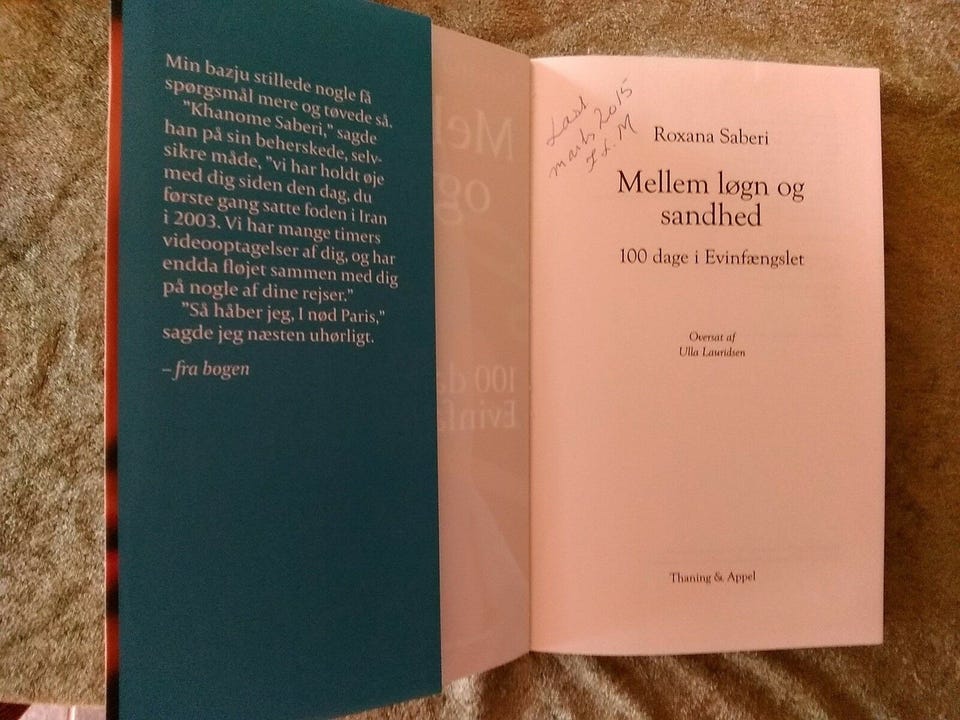 Min bazju stillede nogle få
spørgsmål mere og tøvede så.
"Khanome Saberi," sagde
han på sin beherskede, selv-
sikre måde, "vi har holdt øje
med dig siden den dag, du
første gang satte foden i Iran
i 2003. Vi har mange timers
videooptagelser af dig, og har
endda fløjet sammen med dig
på nogle af dine rejser."
"Så håber jeg, I nød Paris,"
sagde jeg næsten uhørligt.
– fra bogen
marts 2015
Roxana Saberi
Mellem løgn og
sandhed
100 dage i Evinfængslet
Oversat af
Ulla Lauridsen
Thaning & Appel